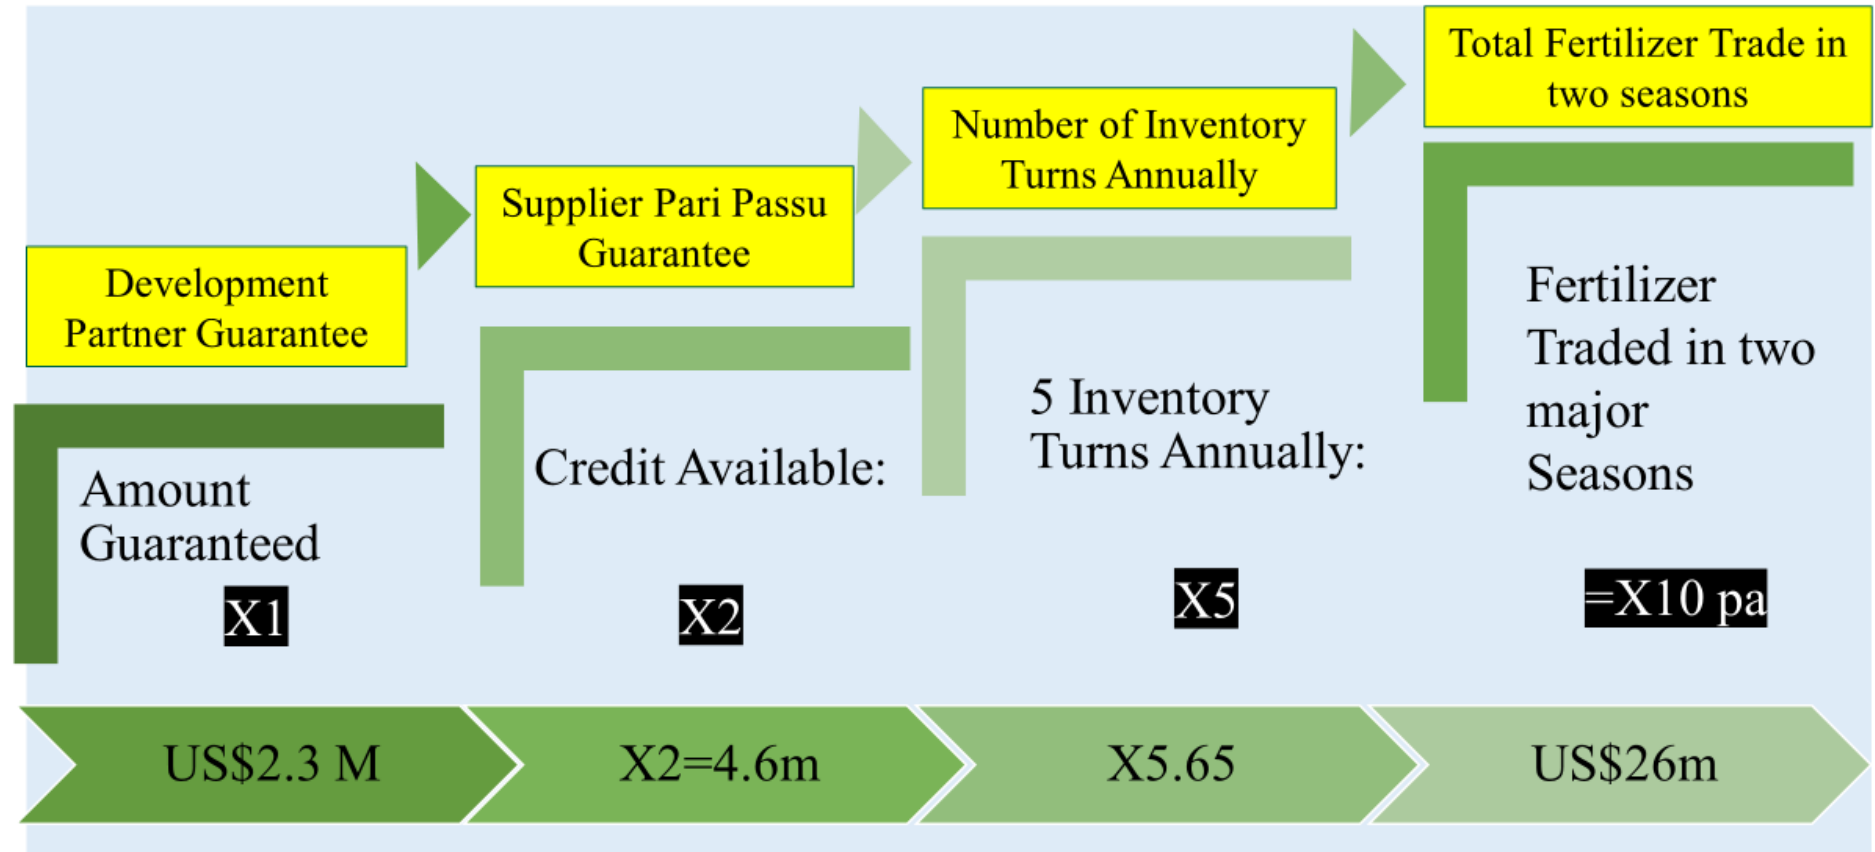 Development
Partner Guarantee
Amount
Guaranteed
X1
Supplier Pari Passu
Guarantee
Credit Available:
X2
Number of Inventory
Turns Annually
5 Inventory
Turns Annually:
X5
Total Fertilizer Trade in
two seasons
Fertilizer
Traded in two
major
Seasons
=X10 pa
US$2.3 M
X2=4.6m
X5.65
US$26m